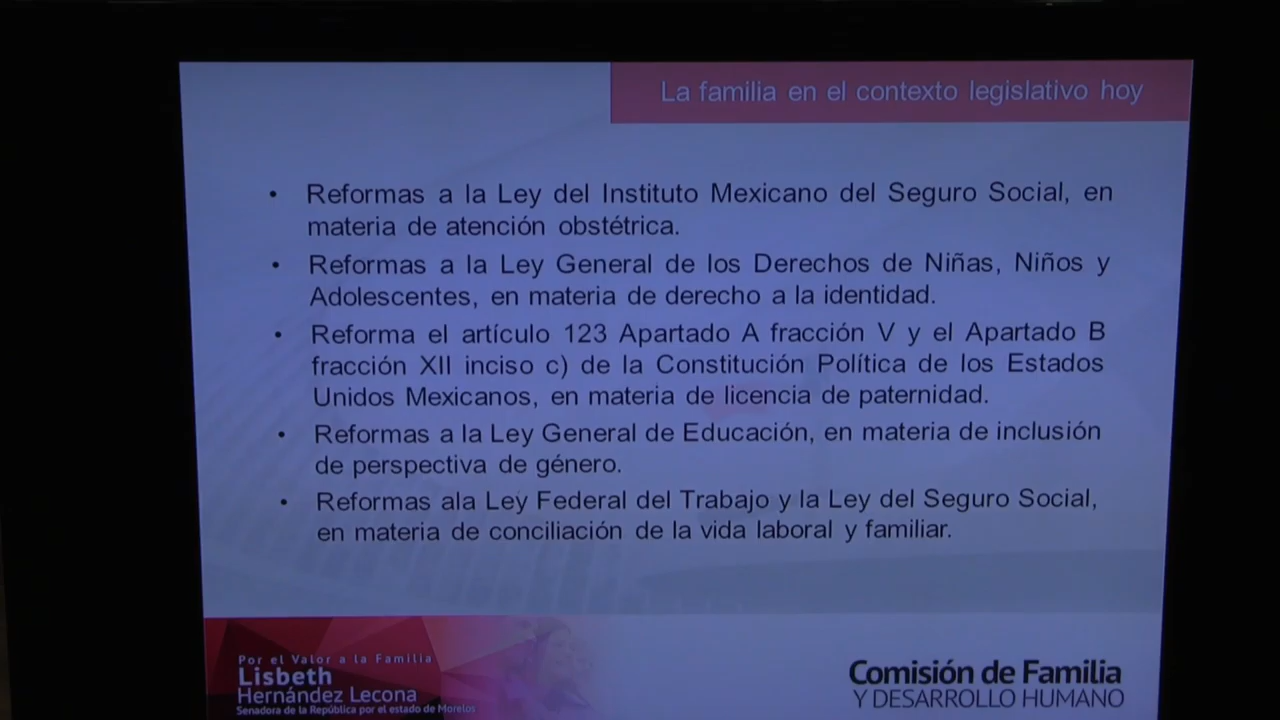 La familia en el contexto legislativo hoy
• Reformas a la Ley del Instituto Mexicano del Seguro Social, en
materia de atención obstétrica.
• Reformas a la Ley General de los Derechos de Niñas, Niños y
Adolescentes, en materia de derecho a la identidad.
• Reforma el artículo 123 Apartado A fracción V y el Apartado B
fracción XII inciso c) de la Constitución Política de los Estados
Unidos Mexicanos, en materia de licencia de paternidad.
• Reformas a la Ley General de Educación, en materia de inclusión
de perspectiva de género.
• Reformas ala Ley Federal del Trabajo y la Ley del Seguro Social,
en materia de conciliación de la vida laboral y familiar.
Por el Valor a la Familia
Lisbeth
Hernández Lecona
Senadora de la República por el estado de Morelos
Comisión de Familia
Y DESARROLLO HUMANO